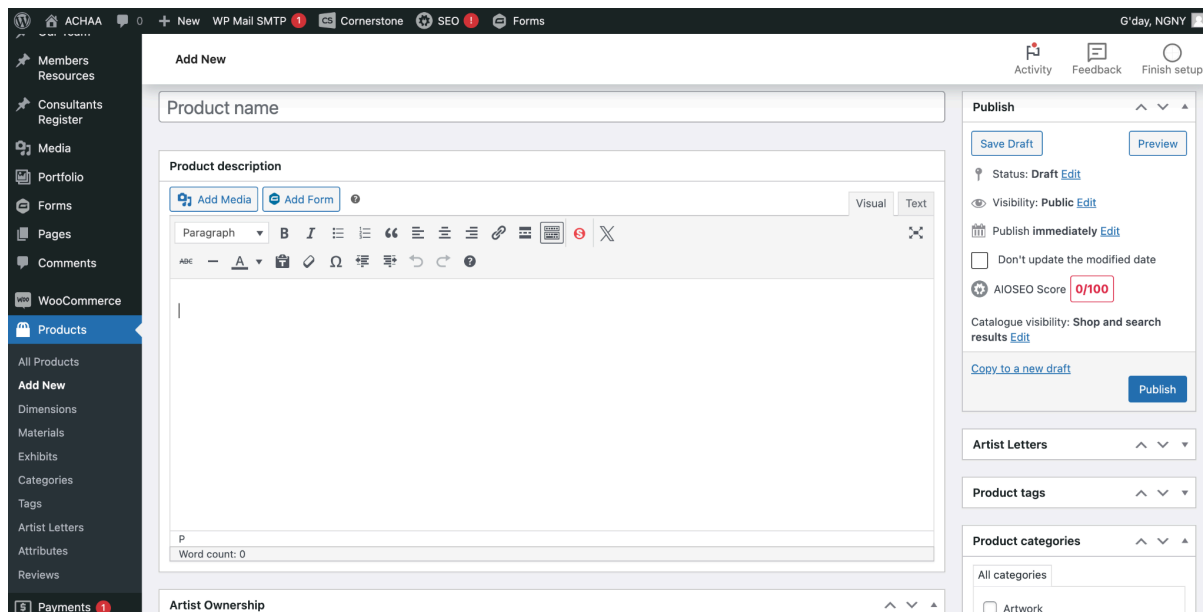 ACHAA 0 New WP Mail SMTP 1 CS Cornerstone SEO ! Forms G'day, NGNY
Our Team
Members
Resources
Consultants
Register
Media
Portfolio
Forms
Pages
Comments
WOO WooCommerce
Products
All Products
Add New
Dimensions
Materials
Exhibits
Categories
Tags
Artist Letters
Attributes
Reviews
Payments 1
Add New
Activity Feedback Finish setup
Product name
Product description
Add Media Add Form Visual Text
Paragraph B I
ABC A T Ω
P
Word count: 0
Artist Ownership
Publish
Save Draft Preview
Status: Draft Edit
Visibility: Public Edit
Publish immediately Edit
Don't update the modified date
AIOSEO Score 0/100
Catalogue visibility: Shop and search
results Edit
Copy to a new draft
Publish
Artist Letters
Product tags
Product categories
All categories
Artwork